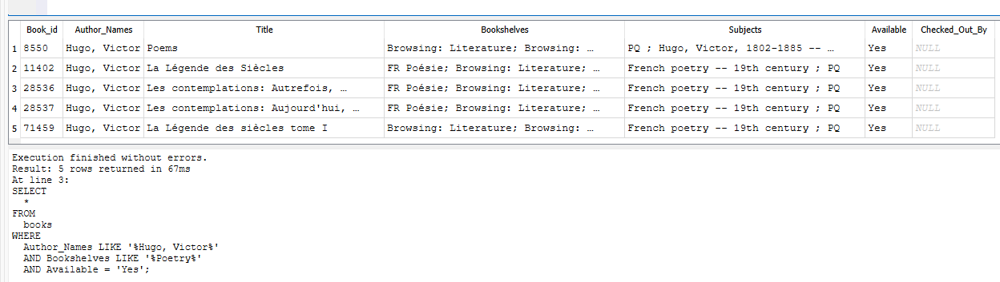 Book_id Author_Names Title Bookshelves Subjects Available Checked_Out_By
1 8550 Hugo, Victor Poems Browsing: Literature; Browsing: … PQ ; Hugo, Victor, 1802-1885 -- … Yes NULL
2 11402 Hugo, Victor La Légende des Siècles FR Poésie; Browsing: Literature; … French poetry -- 19th century ; PQ Yes NULL
3 28536 Hugo, Victor Les contemplations: Autrefois, … FR Poésie; Browsing: Literature; … French poetry -- 19th century ; PQ Yes NULL
4 28537 Hugo, Victor Les contemplations: Aujourd'hui, … FR Poésie; Browsing: Literature; … French poetry -- 19th century ; PQ Yes NULL
5 71459 Hugo, Victor La Légende des siècles tome I Browsing: Literature; Browsing: … French poetry -- 19th century ; PQ Yes NULL
Execution finished without errors.
Result: 5 rows returned in 67ms
At line 3:
SELECT
*
FROM
books
WHERE
Author_Names LIKE '%Hugo, Victor%'
AND Bookshelves LIKE '%Poetry%'
AND Available = 'Yes';